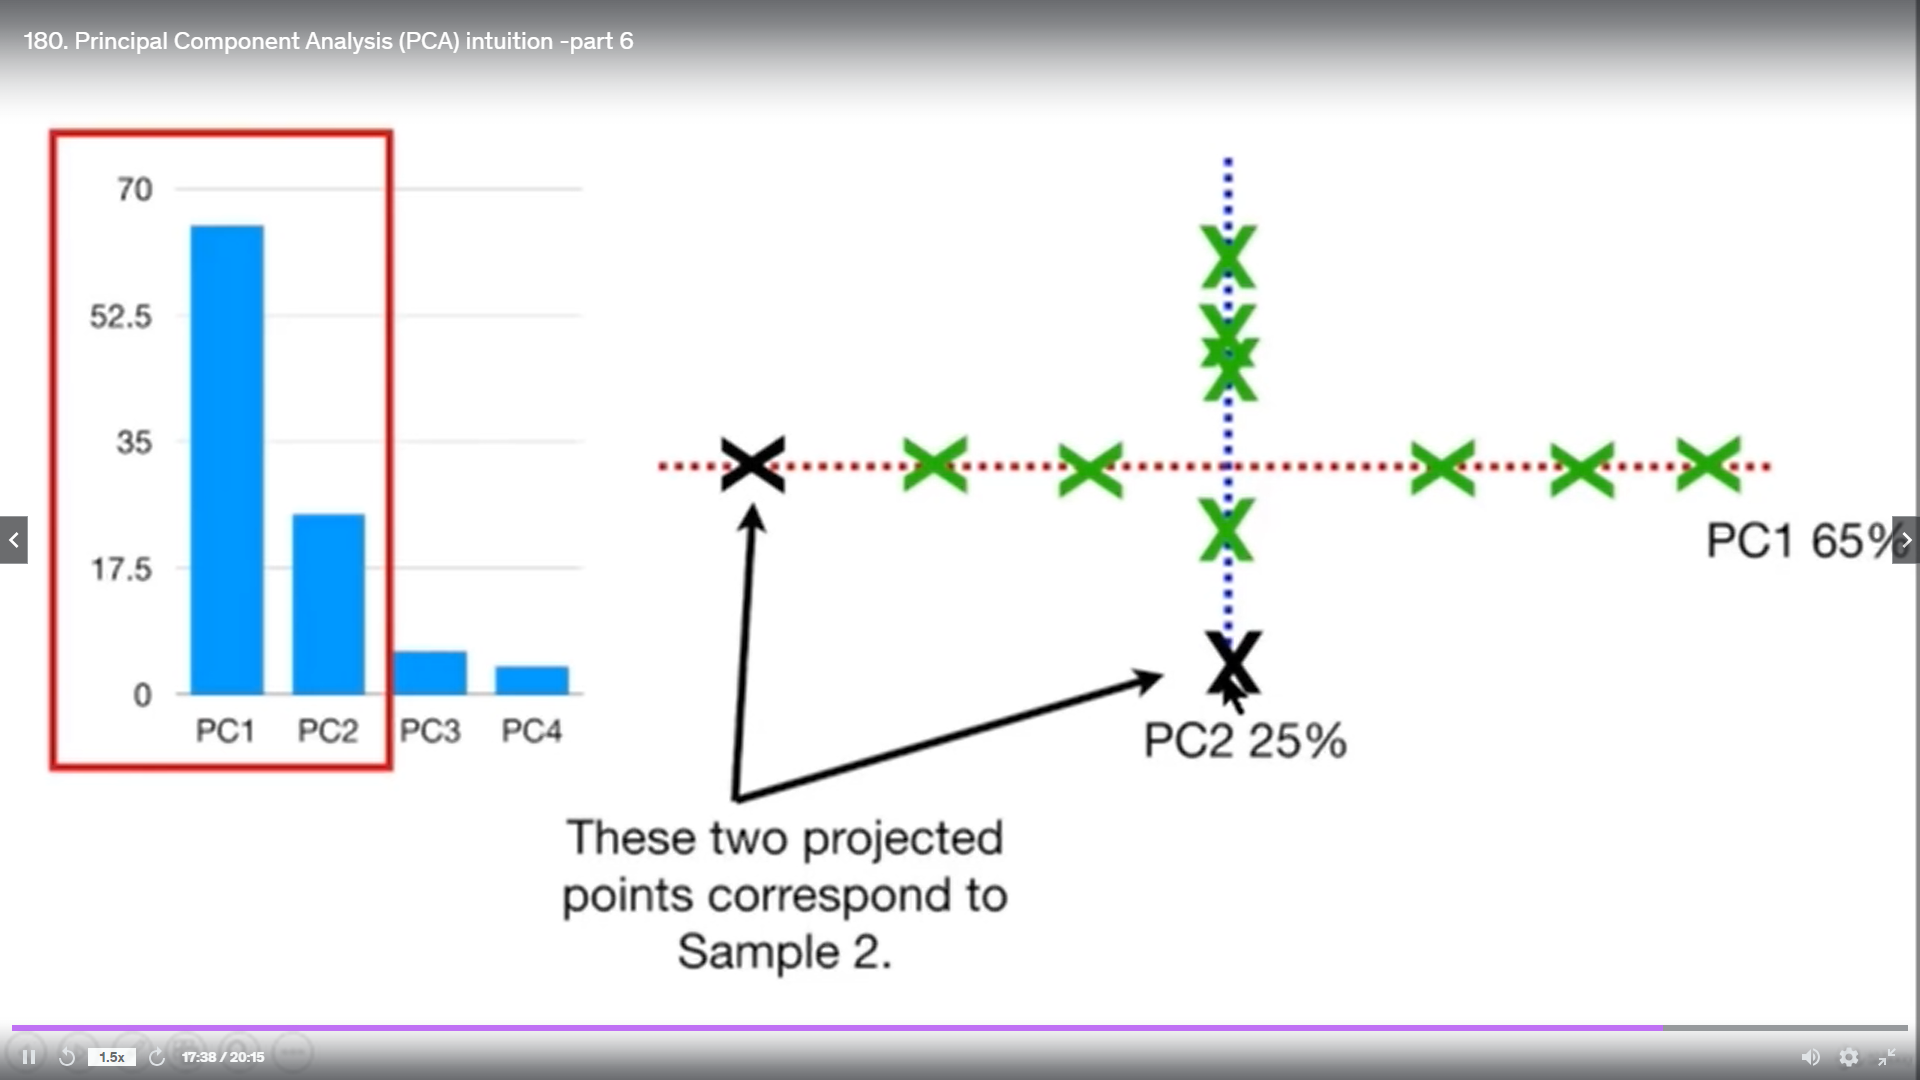 180. Principal Component Analysis (PCA) intuition -part 6
70
52.5
35
17.5
0
PC1 PC2 PC3 PC4
PC1 65%
PC2 25%
These two projected
points correspond to
Sample 2.
1.5x
17:38 / 20:15